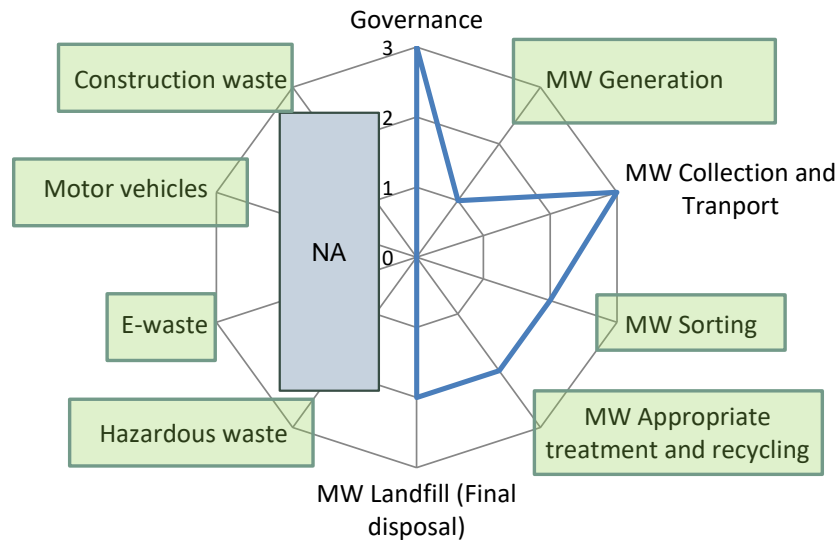 Governance
3
Construction waste
MW Generation
2
Motor vehicles
MW Collection and
Tranport
1
NA
0
E-waste
MW Sorting
Hazardous waste
MW Appropriate
treatment and recycling
MW Landfill (Final
disposal)